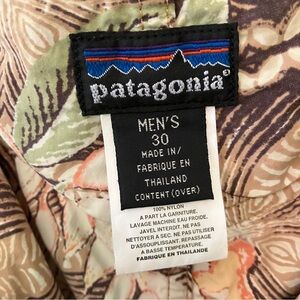 patagonia®
MEN'S
30
MADE IN/
FABRIQUE EN
THAILAND
CONTENT(OVER)
100% NYLON
A PART LA GARNITURE.
LAVAGE MACHINE EAU FROIDE.
JAVEL INTERDIT. NE PAS
NETTOYER A SEC. NE PAS UTILISER
D'ASSOUPLISSANT. REPASSAGE
A BASSE TEMPERATURE.
FABRIQUE EN THAILANDE